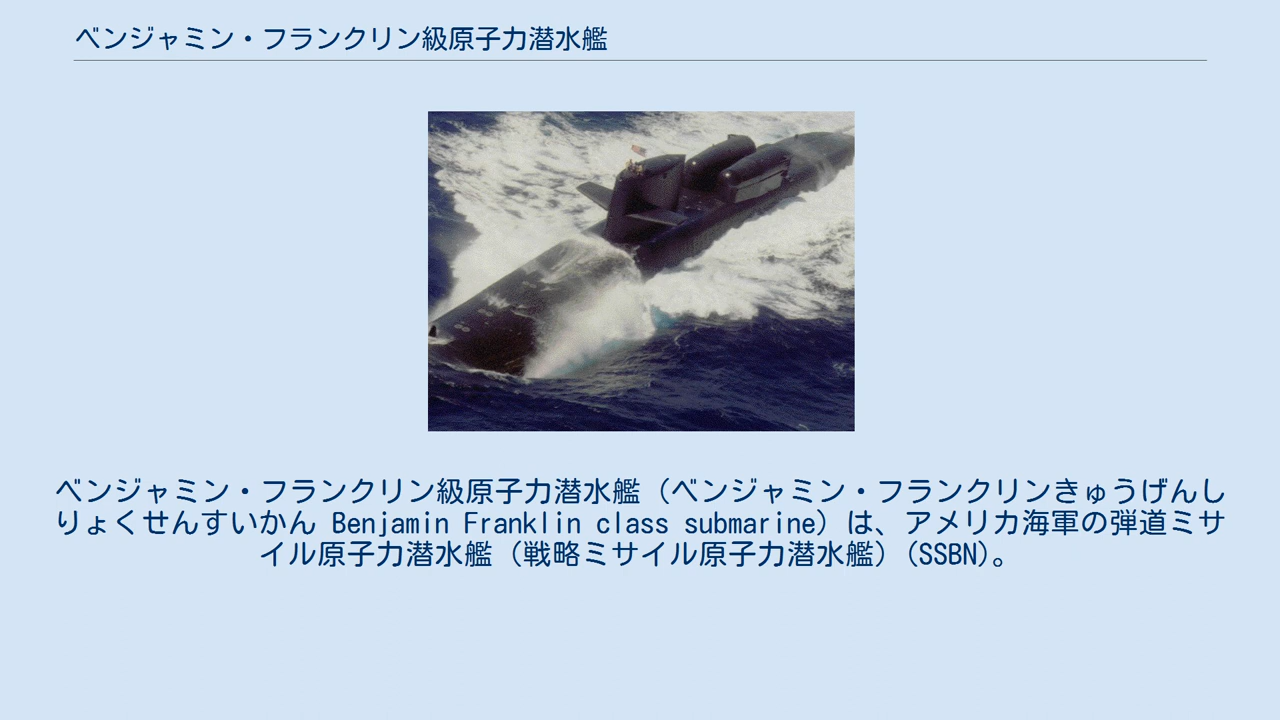 ベンジャミン・フランクリン級原子力潜水艦
ベンジャミン・フランクリン級原子力潜水艦（ベンジャミン・フランクリンきゅうげんし
りょくせんすいかん Benjamin Franklin class submarine）は、アメリカ海軍の弾道ミサ
イル原子力潜水艦（戦略ミサイル原子力潜水艦）(SSBN)。